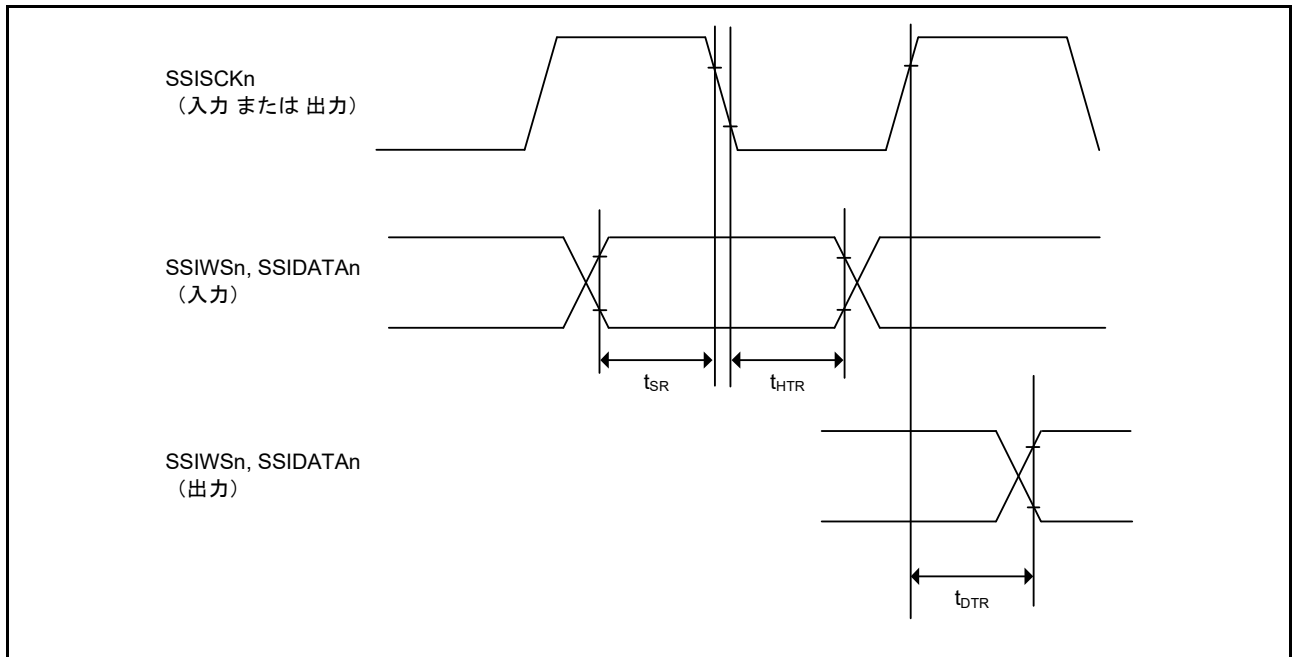 SSISCKn
（入力 または 出力）
SSIWSn, SSIDATAn
（入力）
tSR
tHTR
SSIWSn, SSIDATAn
（出力）
tDTR